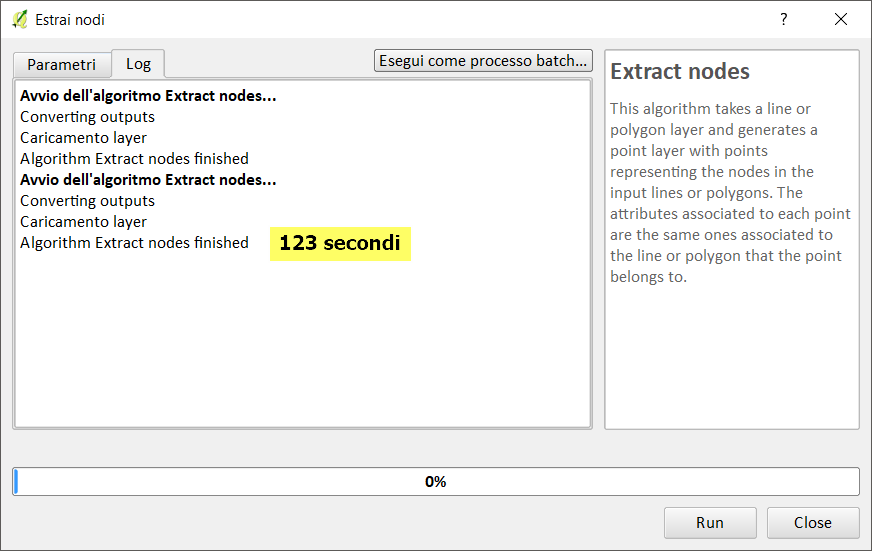 Estrai nodi
?
Parametri
Log
Esegui come processo batch...
Avvio dell'algoritmo Extract nodes...
Converting outputs
Caricamento layer
Algorithm Extract nodes finished
Avvio dell'algoritmo Extract nodes...
Converting outputs
Caricamento layer
Algorithm Extract nodes finished
123 secondi
Extract nodes
This algorithm takes a line or
polygon layer and generates a
point layer with points
representing the nodes in the
input lines or polygons. The
attributes associated to each point
are the same ones associated to
the line or polygon that the point
belongs to.
0%
Run
Close